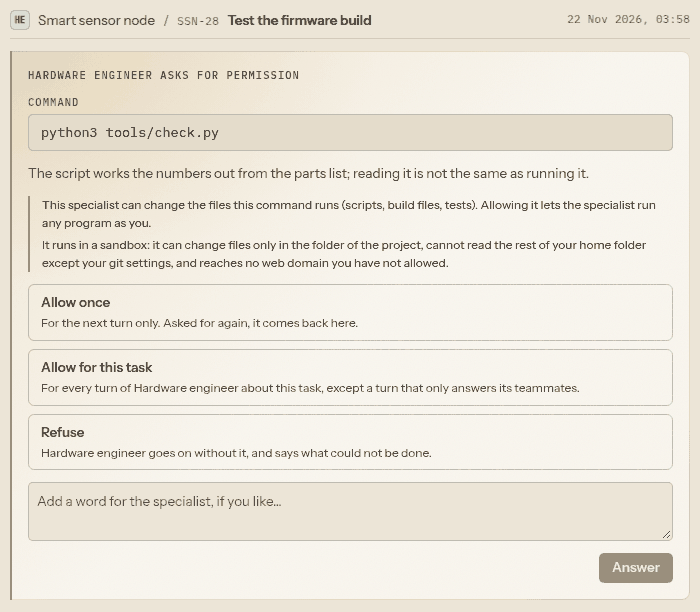 HE Smart sensor node / SSN-28 Test the firmware build 22 Nov 2026, 03:58
HARDWARE ENGINEER ASKS FOR PERMISSION
COMMAND
python3 tools/check.py
The script works the numbers out from the parts list; reading it is not the same as running it.
This specialist can change the files this command runs (scripts, build files, tests). Allowing it lets the specialist run
any program as you.
It runs in a sandbox: it can change files only in the folder of the project, cannot read the rest of your home folder
except your git settings, and reaches no web domain you have not allowed.
Allow once
For the next turn only. Asked for again, it comes back here.
Allow for this task
For every turn of Hardware engineer about this task, except a turn that only answers its teammates.
Refuse
Hardware engineer goes on without it, and says what could not be done.
Add a word for the specialist, if you like...
Answer